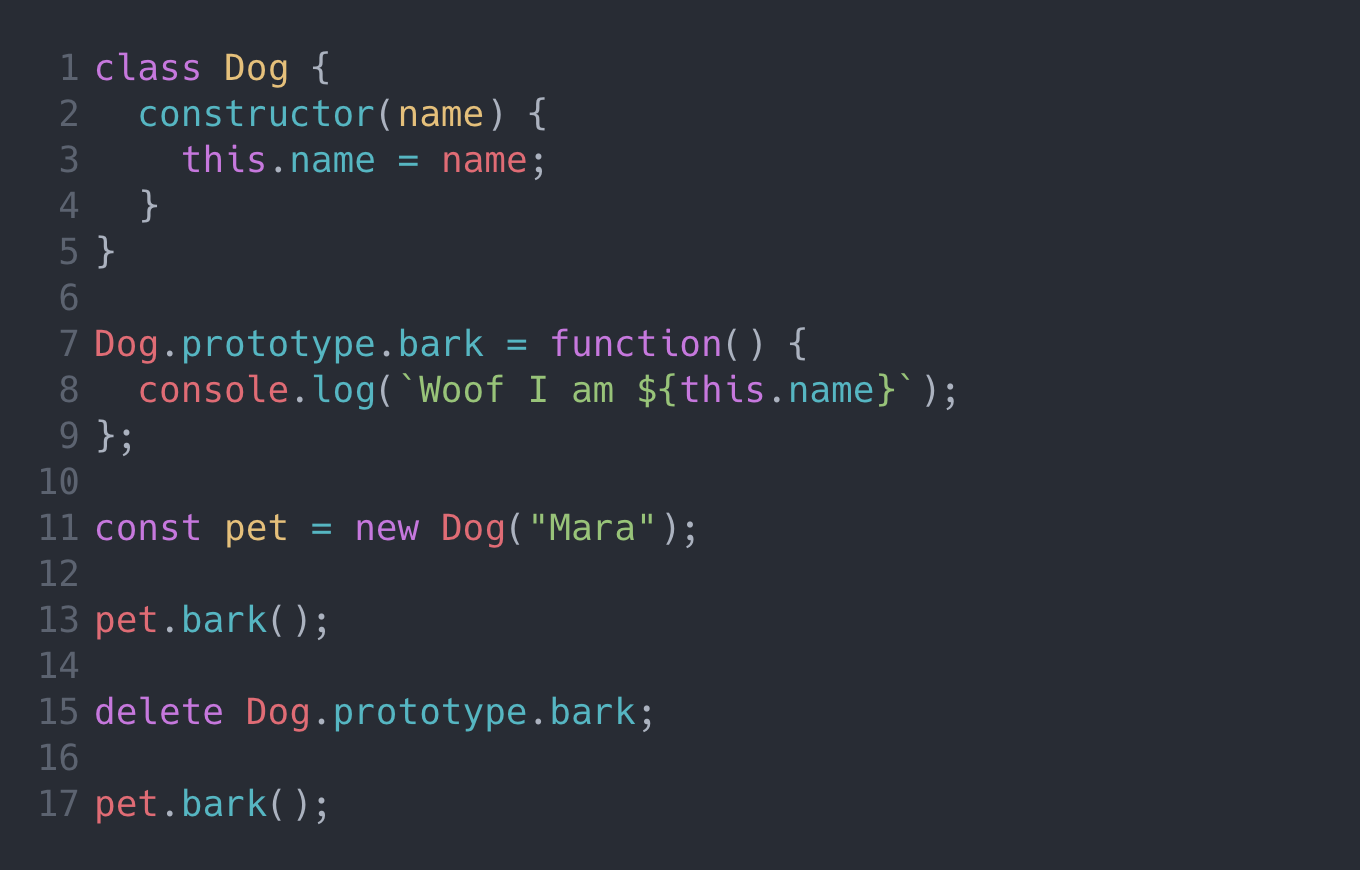 1 class Dog {
2   constructor(name) {
3     this.name = name;
4   }
5 }
6
7 Dog.prototype.bark = function() {
8   console.log(`Woof I am ${this.name}`);
9 };
10
11 const pet = new Dog("Mara");
12
13 pet.bark();
14
15 delete Dog.prototype.bark;
16
17 pet.bark();